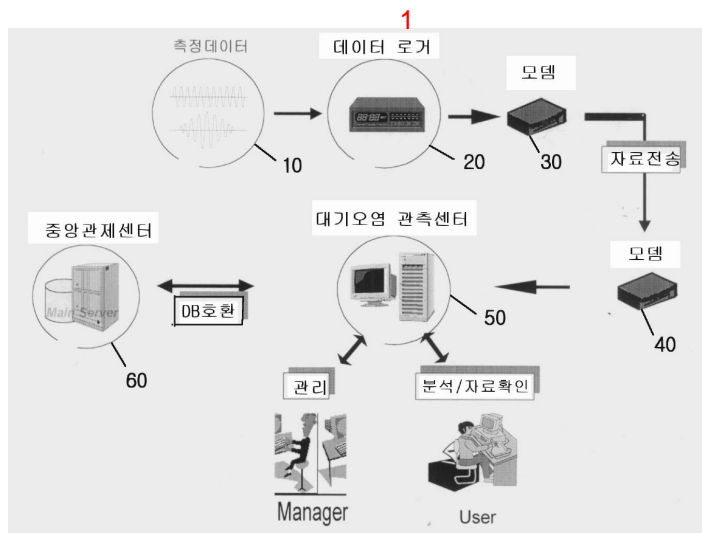 1
측정데이터
데이터 로거
모뎀
88:88
10
20
30
자료전송
중앙관제센터
대기오염 관측센터
모뎀
Main Server
DB호환
50
40
60
관리
분석/자료확인
Manager
User